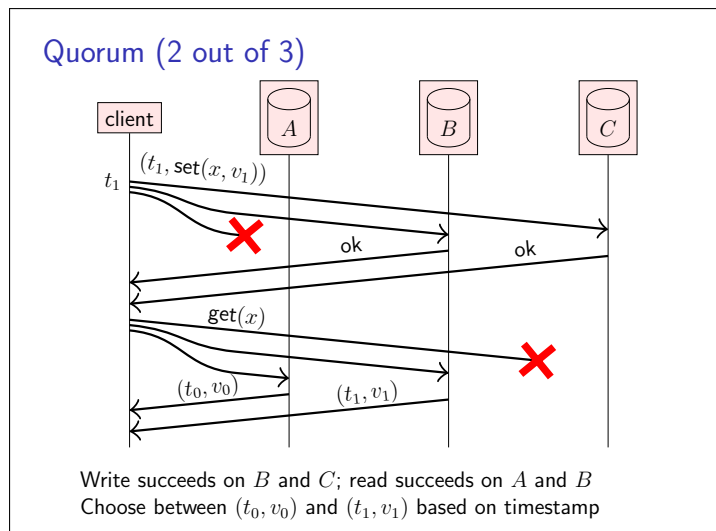 Quorum (2 out of 3)
client
A
B
C
t₁
(t₁, set(x, v₁))
ok
ok
get(x)
(t₀, v₀)
(t₁, v₁)
Write succeeds on B and C; read succeeds on A and B
Choose between (t₀, v₀) and (t₁, v₁) based on timestamp